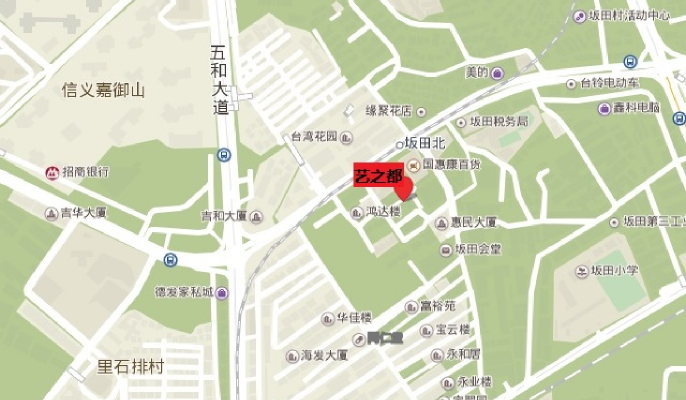 坂田村活动中心
五和大道
美的
信义嘉御山
台铃电动车
鑫科电脑
缘聚花店
坂田税务局
台湾花园
坂田北
国惠康百货
招商银行
艺之都
吉华大厦
吉和大厦
鸿达楼
惠民大厦
坂田第三工业
坂田会堂
坂田小学
德发家私城
富裕苑
华佳楼
宝云楼
同仁堂
海发大厦
永和居
里石排村
永业楼